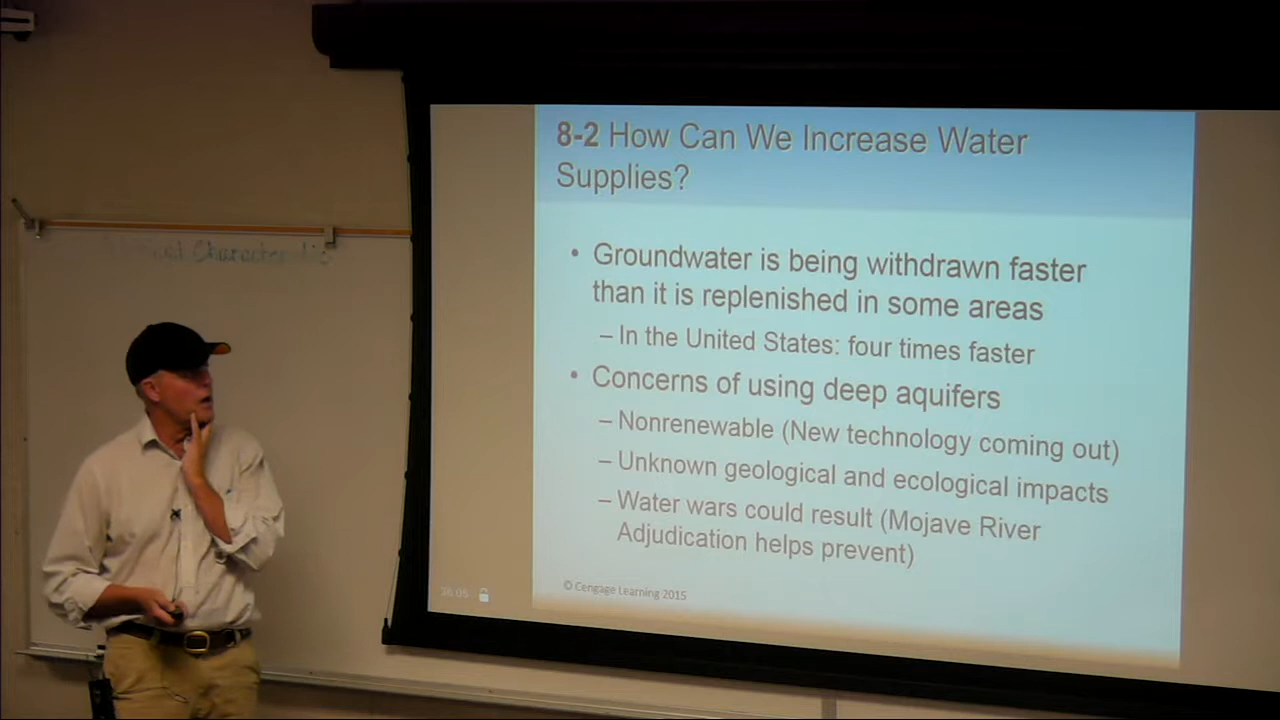 8-2 How Can We Increase Water
Supplies?
• Groundwater is being withdrawn faster
than it is replenished in some areas
– In the United States: four times faster
• Concerns of using deep aquifers
– Nonrenewable (New technology coming out)
– Unknown geological and ecological impacts
– Water wars could result (Mojave River
Adjudication helps prevent)
© Cengage Learning 2015